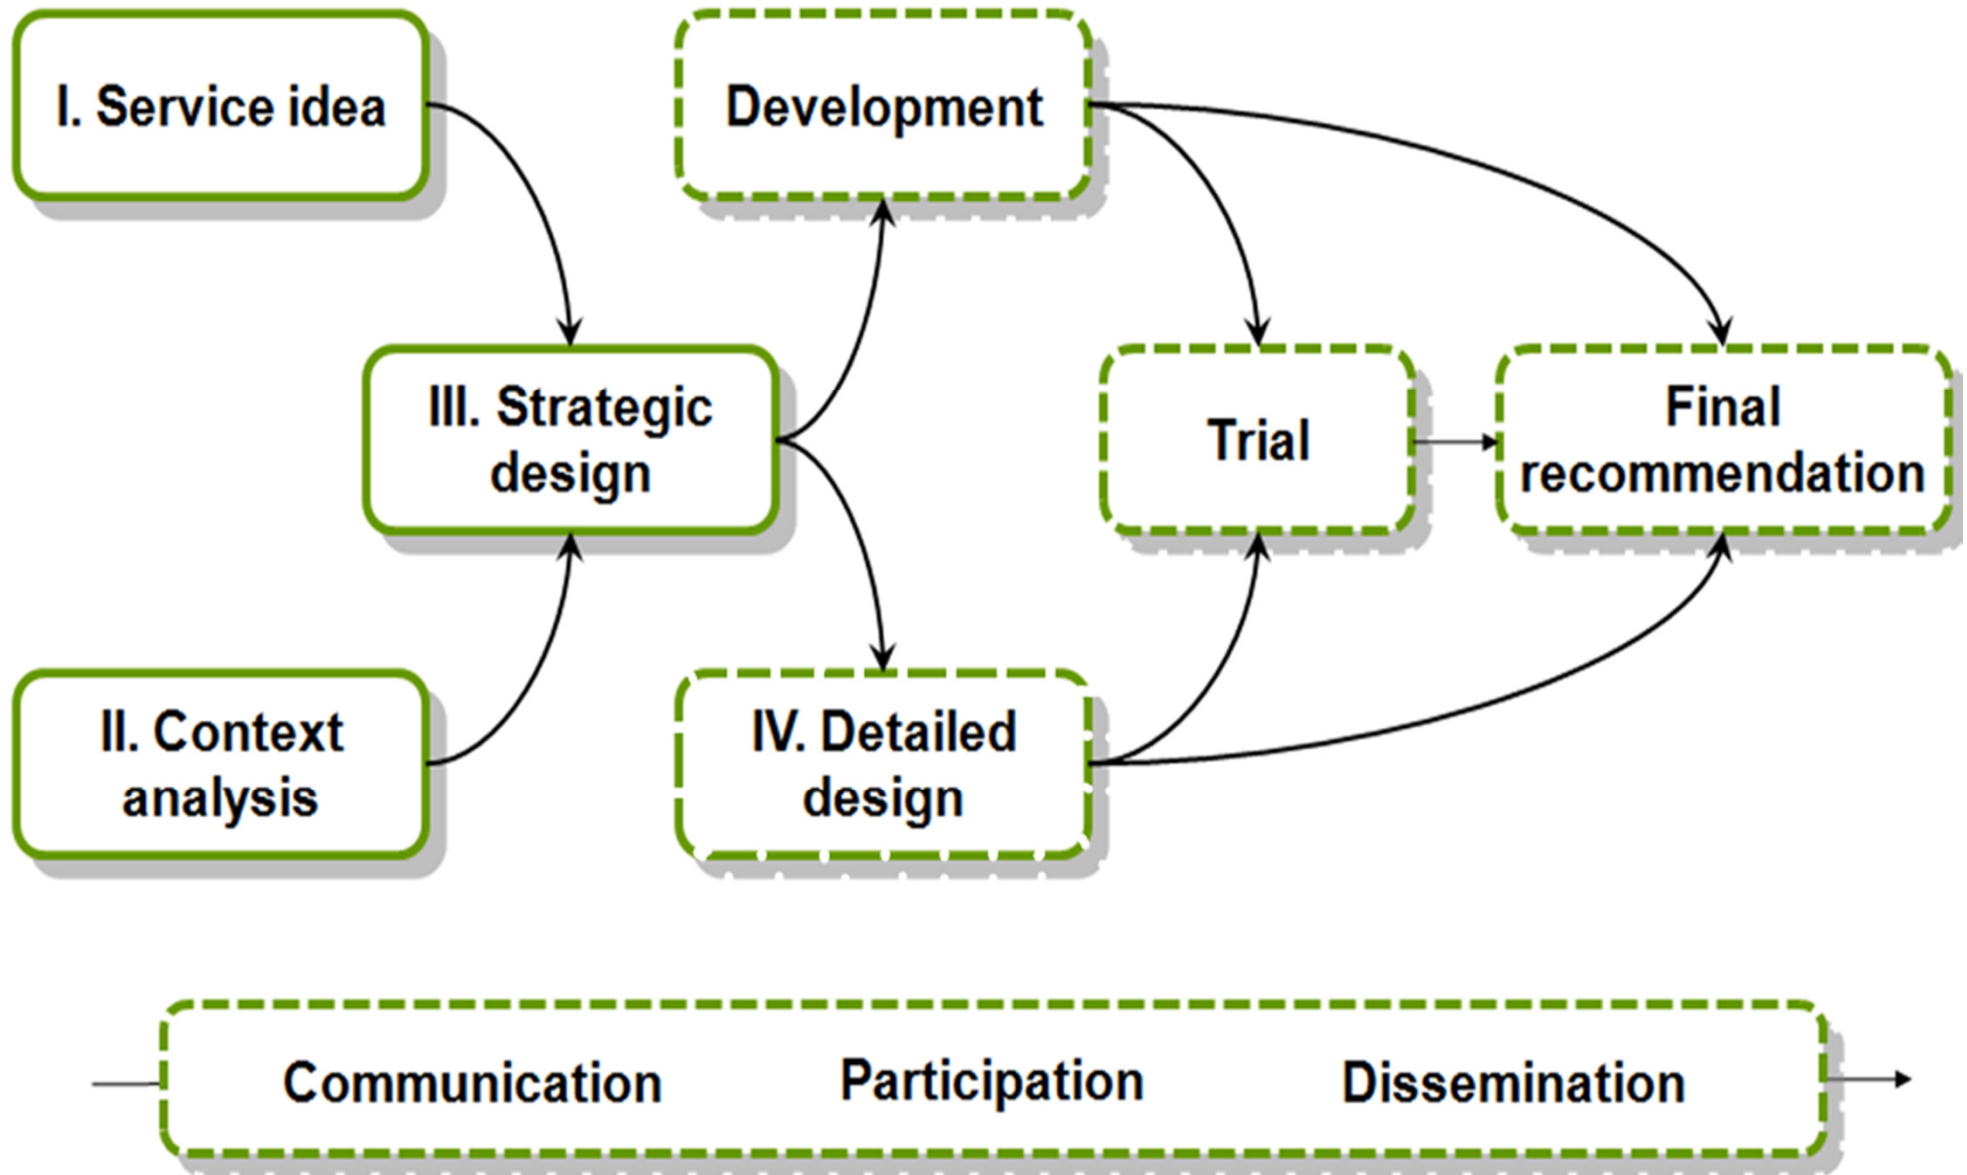 I. Service idea
Development
III. Strategic
design
Trial
Final
recommendation
II. Context
analysis
IV. Detailed
design
Communication
Participation
Dissemination